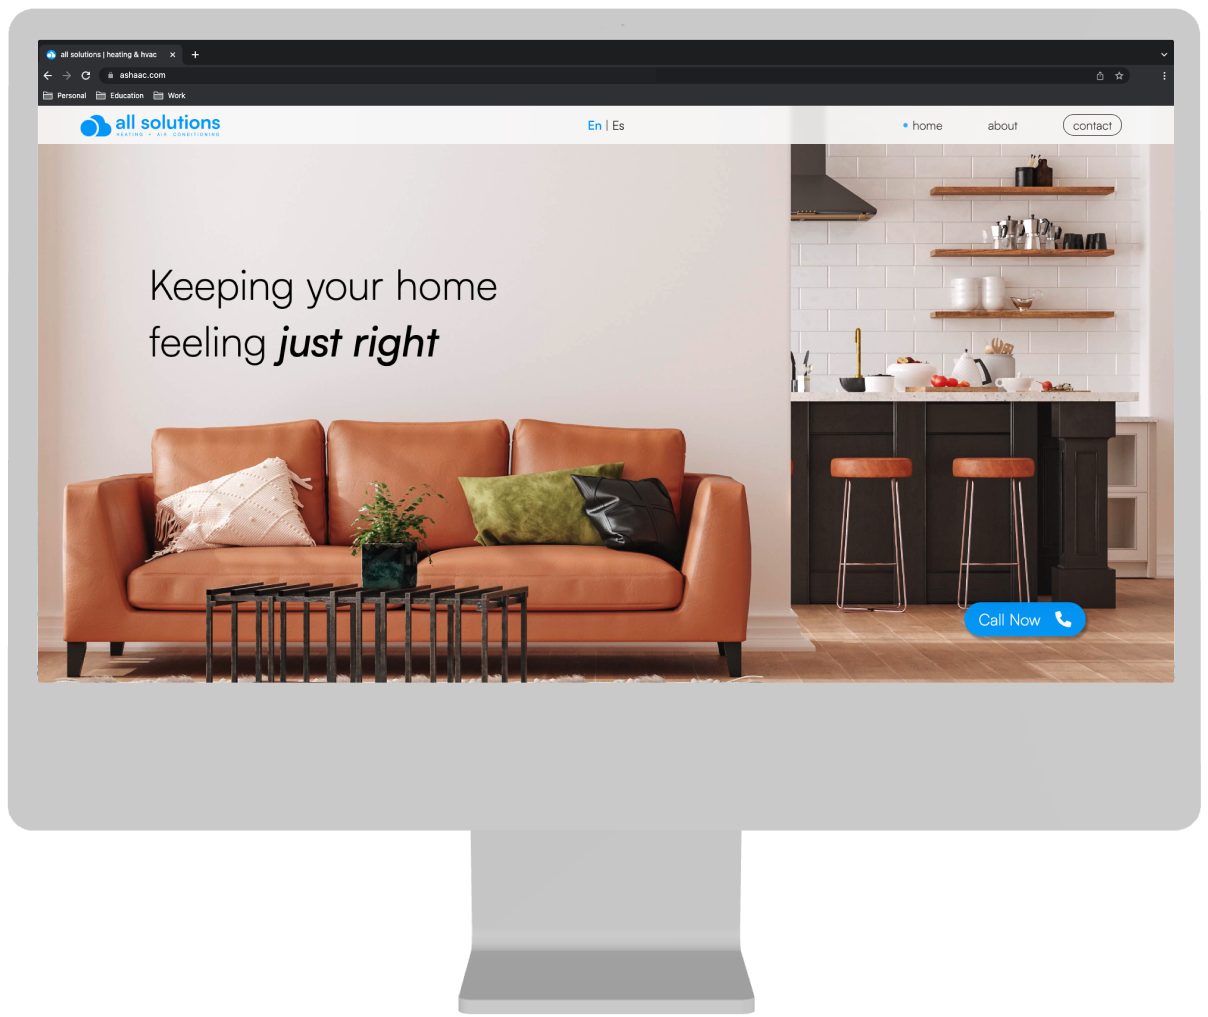 all solutions | heating & hvac
ashaac.com
Personal Education Work
all solutions
HEATING + AIR CONDITIONING
En | Es
home about contact
Keeping your home
feeling just right
Call Now